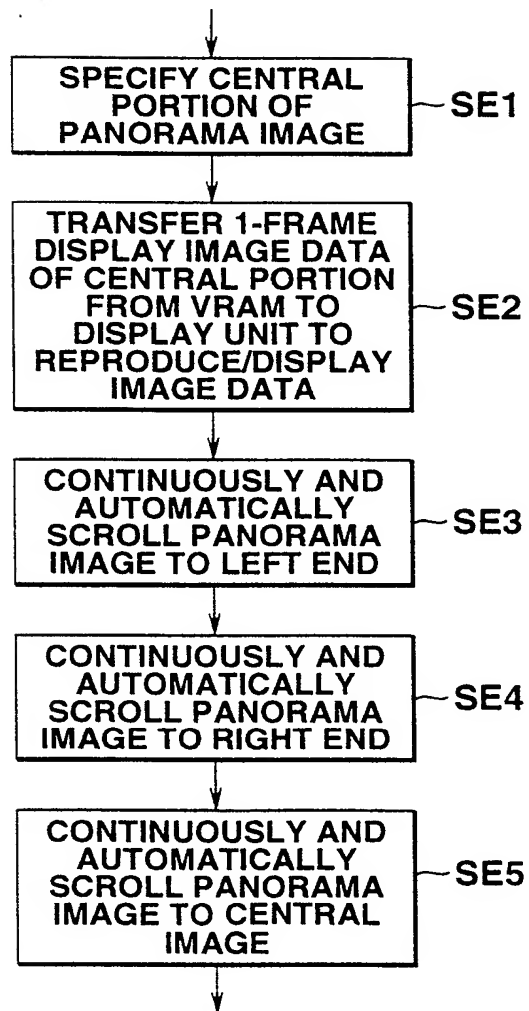 SPECIFY CENTRAL
PORTION OF
PANORAMA IMAGE
SE1
TRANSFER 1-FRAME
DISPLAY IMAGE DATA
OF CENTRAL PORTION
FROM VRAM TO
DISPLAY UNIT TO
REPRODUCE/DISPLAY
IMAGE DATA
SE2
CONTINUOUSLY AND
AUTOMATICALLY
SCROLL PANORAMA
IMAGE TO LEFT END
SE3
CONTINUOUSLY AND
AUTOMATICALLY
SCROLL PANORAMA
IMAGE TO RIGHT END
SE4
CONTINUOUSLY AND
AUTOMATICALLY
SCROLL PANORAMA
IMAGE TO CENTRAL
IMAGE
SE5